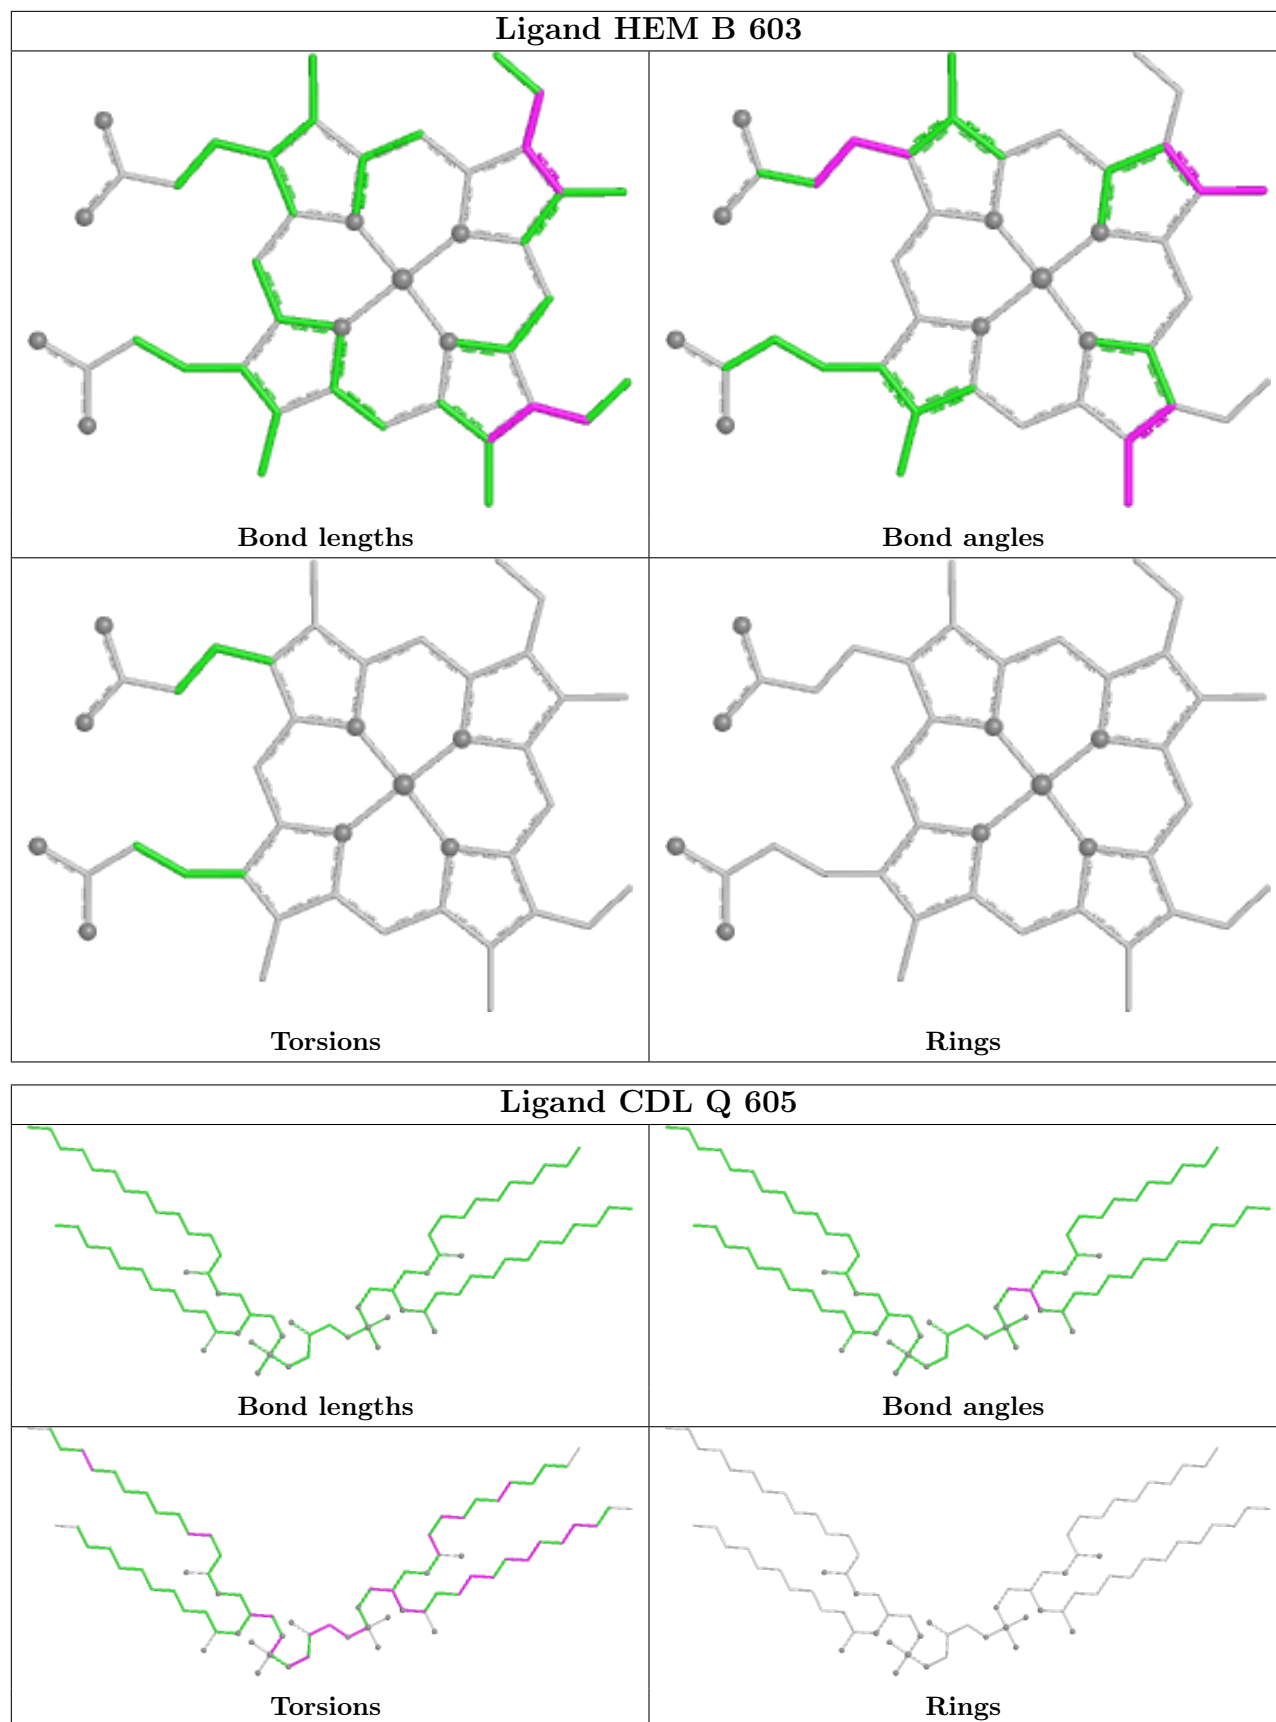 Ligand HEM B 603
Bond lengths
Bond angles
Torsions
Rings
Ligand CDL Q 605
Bond lengths
Bond angles
Torsions
Rings